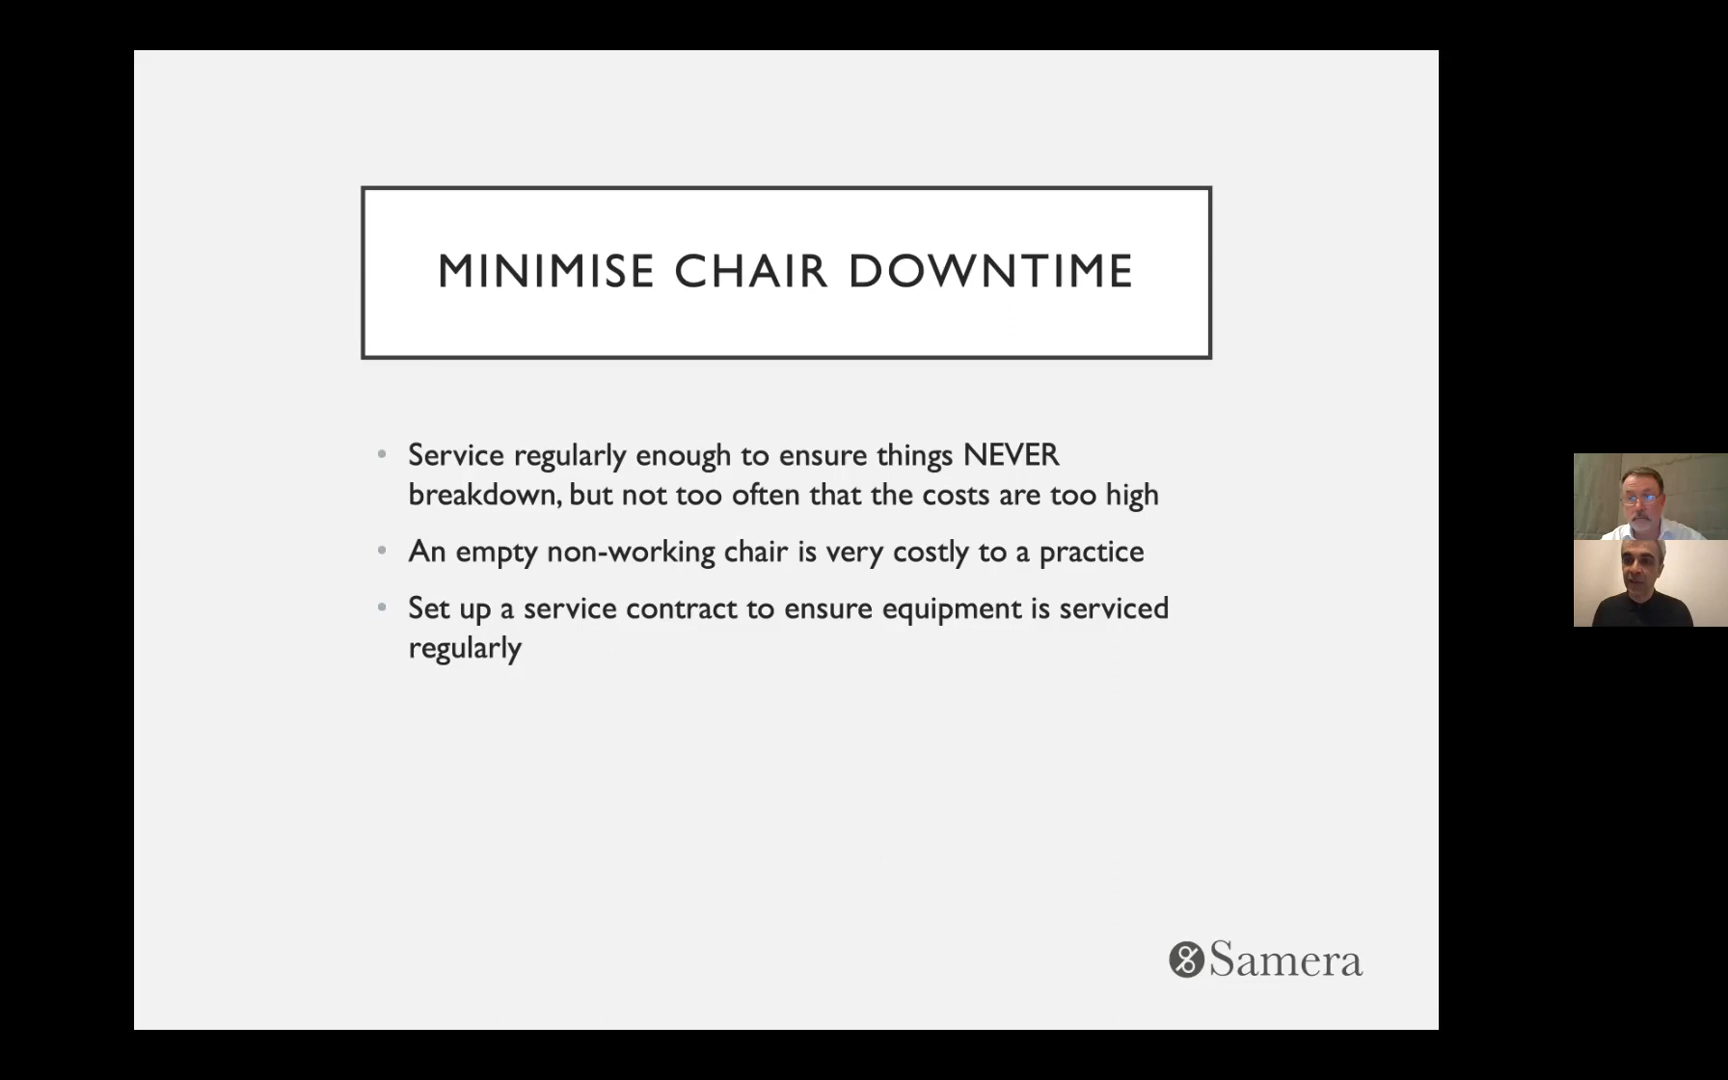 MINIMISE CHAIR DOWNTIME
• Service regularly enough to ensure things NEVER
breakdown, but not too often that the costs are too high
• An empty non-working chair is very costly to a practice
• Set up a service contract to ensure equipment is serviced
regularly
Samera